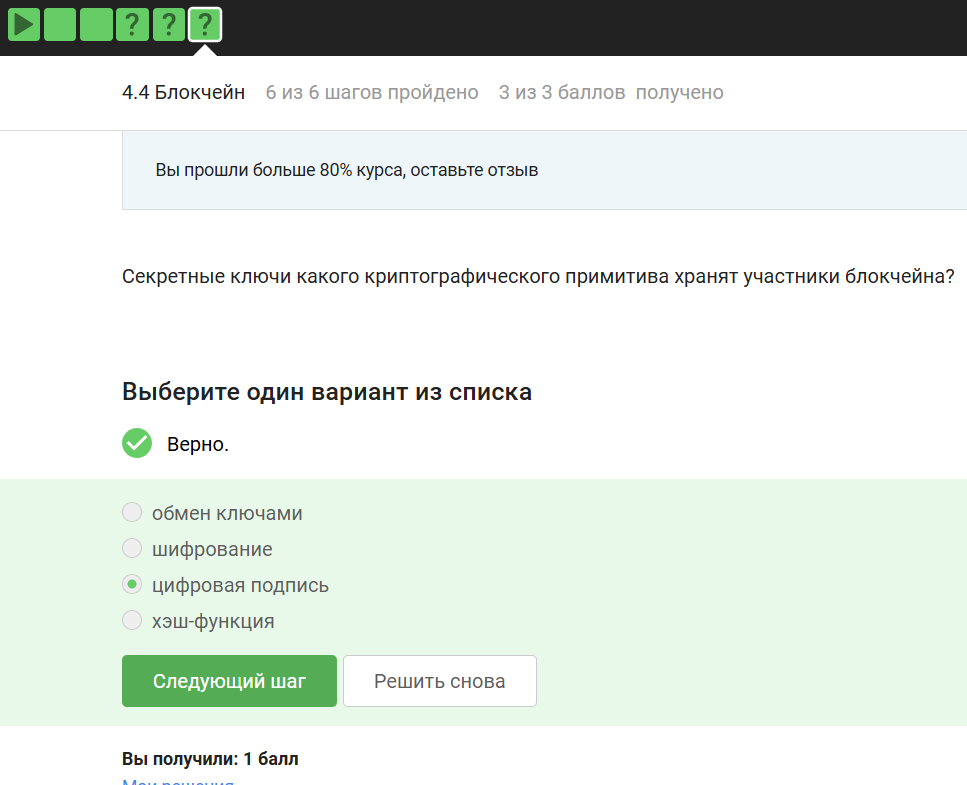 ? ? ?
4.4 Блокчейн 6 из 6 шагов пройдено 3 из 3 баллов получено
Вы прошли больше 80% курса, оставьте отзыв
Секретные ключи какого криптографического примитива хранят участники блокчейна?
Выберите один вариант из списка
Верно.
обмен ключами
шифрование
цифровая подпись
хэш-функция
Следующий шаг Решить снова
Вы получили: 1 балл
Мои решения